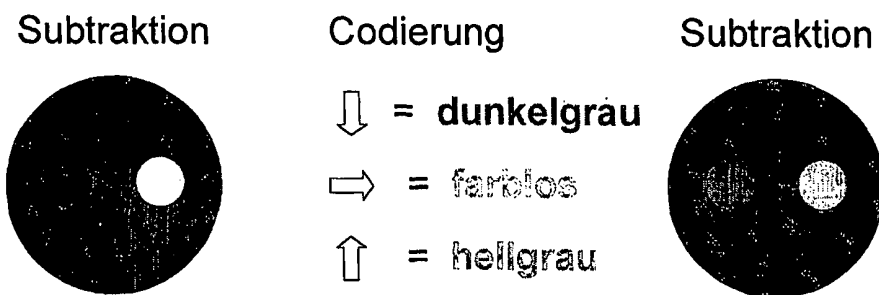 Subtraktion Codierung Subtraktion
⇩ = dunkelgrau
⇨ = farblos
⇧ = hellgrau